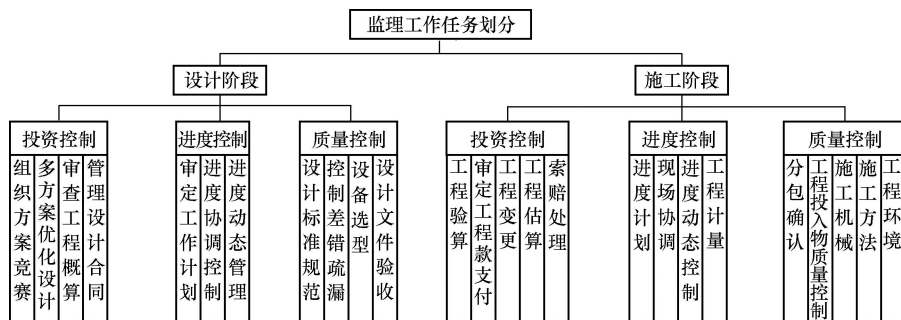 监理工作任务划分
设计阶段
施工阶段
投资控制
进度控制
质量控制
投资控制
进度控制
质量控制
组织方案竞赛
多方案优化设计
审查工程概算
管理设计合同
审定工作计划
进度协调控制
进度动态管理
设计标准规范
控制差错疏漏
设备选型
设计文件验收
工程验算
审定工程款支付
工程变更
工程估算
索赔处理
进度计划
现场协调
进度动态控制
工程计量
分包确认
工程投入物质量控制
施工机械
施工方法
工程环境